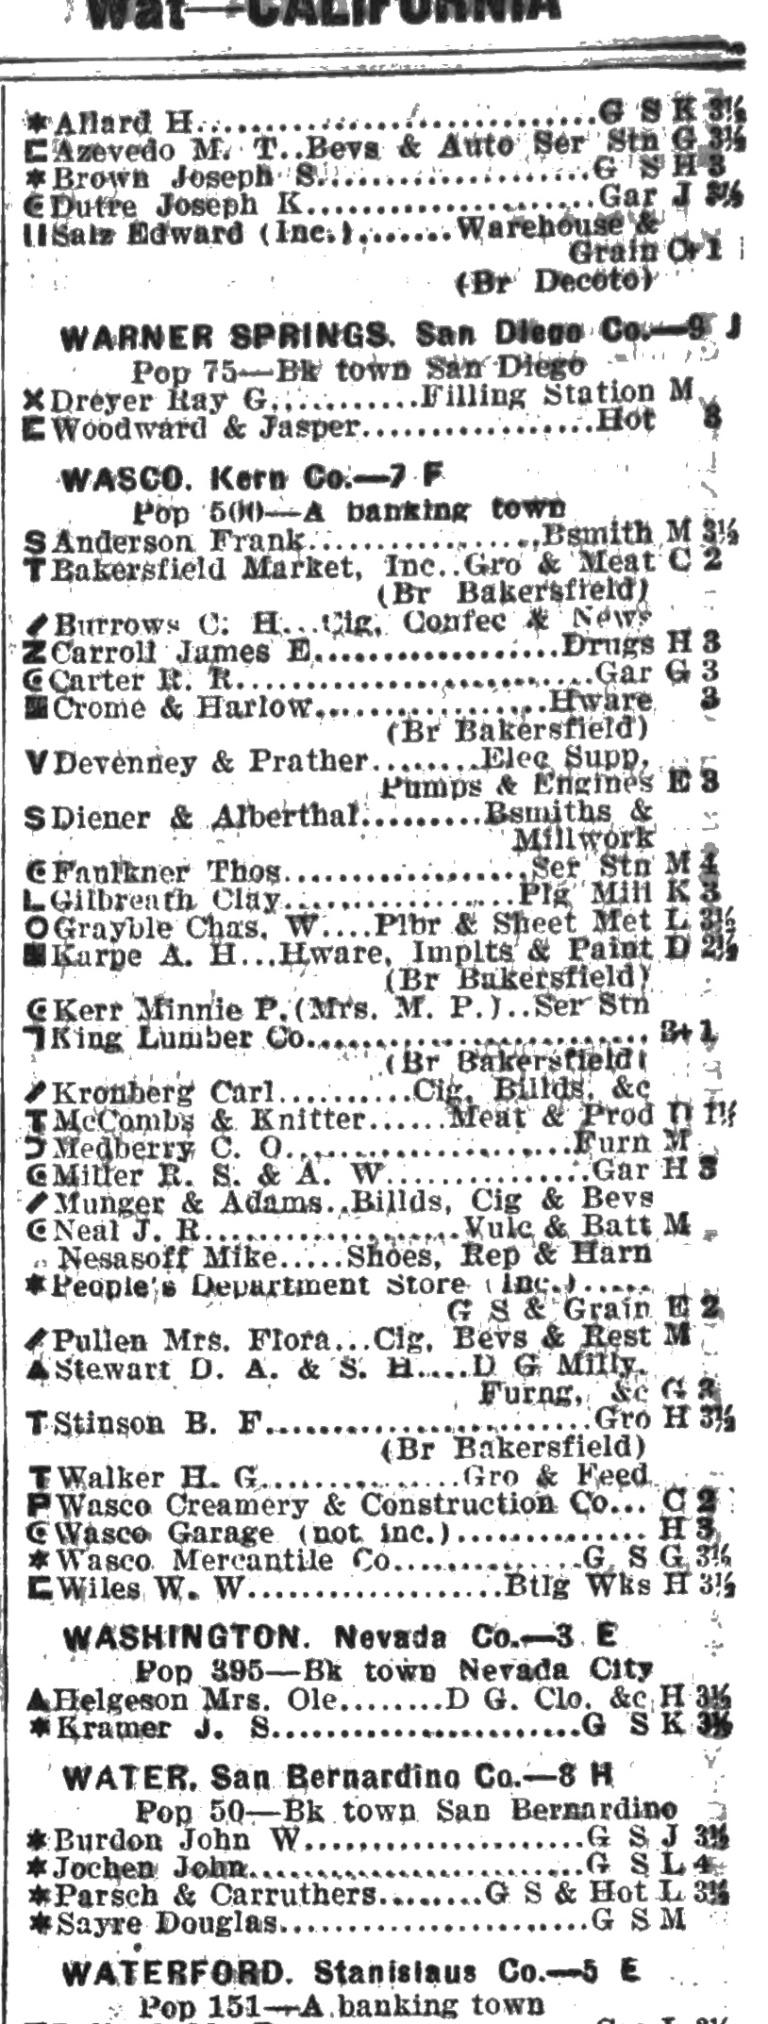 Wat—CALIFORNIA
✶Allard H..............................G S K 3½
⊏Azevedo M. T..Bevs & Auto Ser Stn G 3½
✶Brown Joseph S....................G S H 3
Dutre Joseph K.....................Gar J 3½
Salz Edward (Inc.).......Warehouse &
Grain O+1
(Br Decoto)
WARNER SPRINGS. San Diego Co.—9 J
Pop 75—Bk town San Diego
XDreyer Ray G...........Filling Station M
⊏Woodward & Jasper.................Hot 3
WASCO. Kern Co.—7 F
Pop 500—A banking town
SAnderson Frank.................Bsmith M 3½
TBakersfield Market, Inc..Gro & Meat C 2
(Br Bakersfield)
Burrows C. H...Cig, Confec & News
ZCarroll James E..................Drugs H 3
Carter R. R..........................Gar G 3
Crome & Harlow.................Hware 3
(Br Bakersfield)
VDevenney & Prather........Elec Supp,
Pumps & Engines E 3
SDiener & Alberthal.........Bsmiths &
Millwork
Faulkner Thos..................Ser Stn M 4
LGilbreath Clay.................Plg Mill K 3
OGrayble Chas. W....Plbr & Sheet Met L 3½
Karpe A. H...Hware, Implts & Paint D 2½
(Br Bakersfield)
Kerr Minnie P.(Mrs. M. P.)..Ser Stn
King Lumber Co......................... B+1
(Br Bakersfield)
Kronberg Carl..........Cig, Billds, &c
TMcCombs & Knitter......Meat & Prod D 1½
Medberry C. O.....................Furn M
Miller R. S. & A. W...............Gar H 3
Munger & Adams..Billds, Cig & Bevs
Neal J. R...................Vulc & Batt M
Nesasoff Mike.....Shoes, Rep & Harn
✶People's Department Store (Inc.).....
G S & Grain E 2
Pullen Mrs. Flora...Cig, Bevs & Rest M
▲Stewart D. A. & S. H.....D G Milly,
Furng, &c G 3
TStinson B. F........................Gro H 3½
(Br Bakersfield)
TWalker H. G...............Gro & Feed
PWasco Creamery & Construction Co... C 2
Wasco Garage (not inc.).............. H 3
✶Wasco Mercantile Co..............G S G 3½
⊏Wiles W. W...................Btlg Wks H 3½
WASHINGTON. Nevada Co.—3 E
Pop 395—Bk town Nevada City
▲Helgeson Mrs. Ole........D G. Clo. &c H 3½
✶Kramer J. S.......................G S K 3½
WATER. San Bernardino Co.—8 H
Pop 50—Bk town San Bernardino
✶Burdon John W.....................G S J 3½
✶Jochen John........................G S L 4
✶Parsch & Carruthers........G S & Hot L 3½
✶Sayre Douglas.......................G S M
WATERFORD. Stanislaus Co.—5 E
Pop 151—A banking town